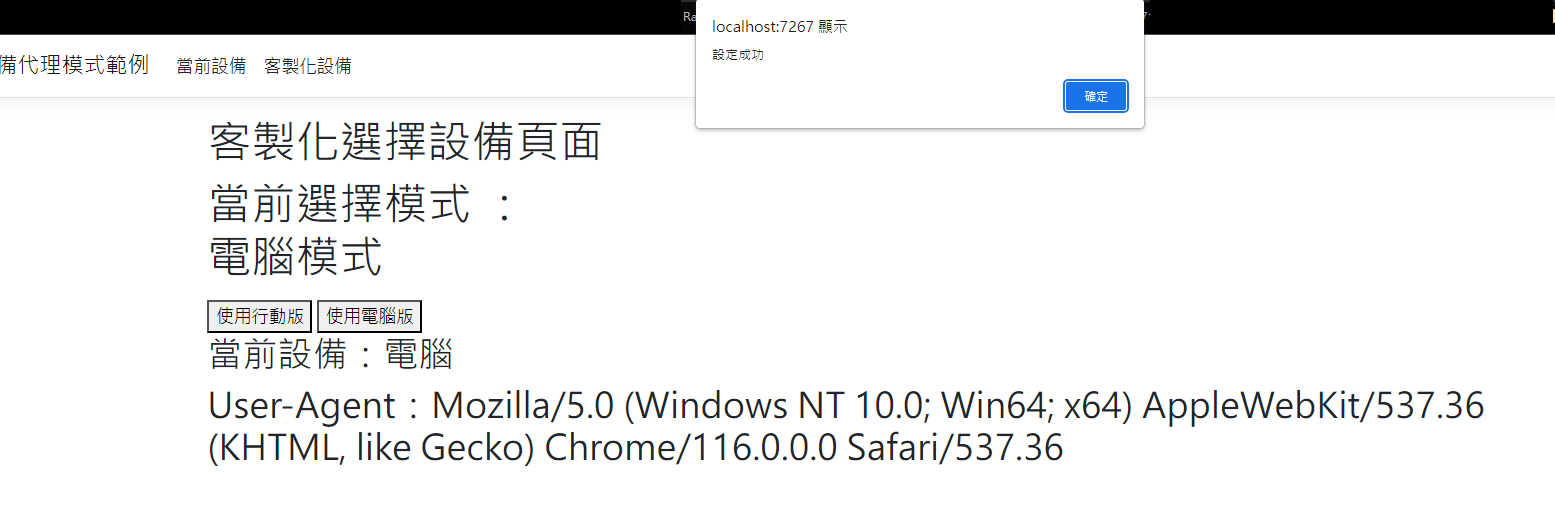 localhost:7267 顯示
設定成功
確定
備代理模式範例 當前設備 客製化設備
客製化選擇設備頁面
當前選擇模式 ：
電腦模式
使用行動版 使用電腦版
當前設備：電腦
User-Agent：Mozilla/5.0 (Windows NT 10.0; Win64; x64) AppleWebKit/537.36
(KHTML, like Gecko) Chrome/116.0.0.0 Safari/537.36